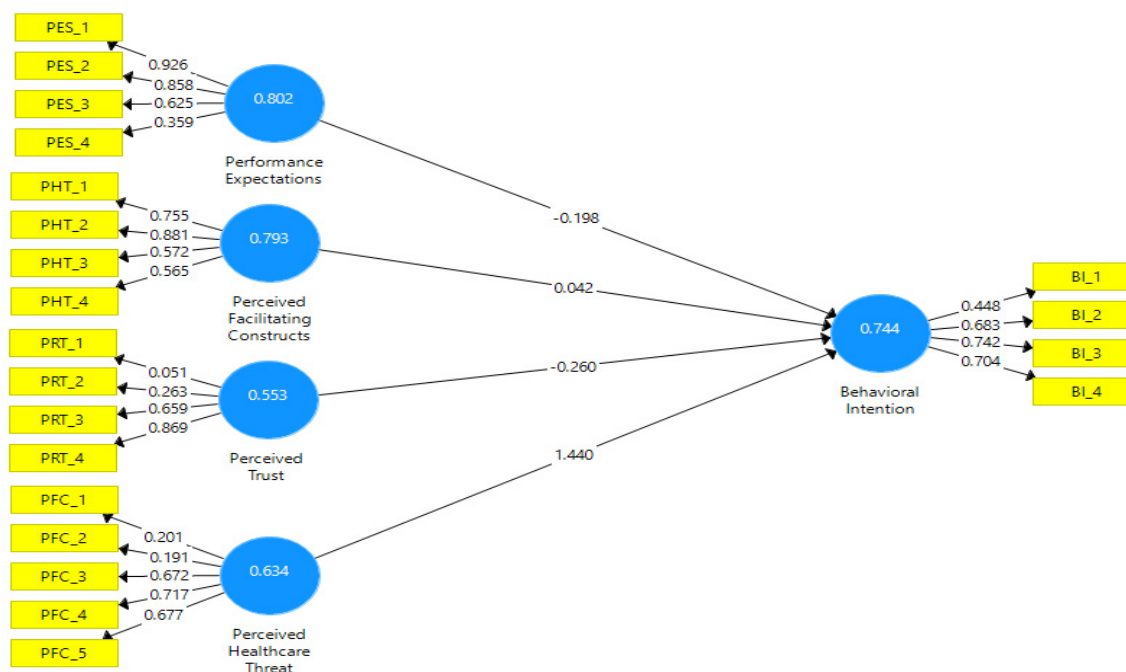 PES_1
PES_2
PES_3
PES_4
0.926
0.858
0.625
0.359
0.802
Performance
Expectations
PHT_1
PHT_2
PHT_3
PHT_4
0.755
0.881
0.572
0.565
0.793
Perceived
Facilitating
Constructs
PRT_1
PRT_2
PRT_3
PRT_4
0.051
0.263
0.659
0.869
0.553
Perceived
Trust
PFC_1
PFC_2
PFC_3
PFC_4
PFC_5
0.201
0.191
0.672
0.717
0.677
0.634
Perceived
Healthcare
Threat
-0.198
0.042
-0.260
1.440
0.744
Behavioral
Intention
0.448
0.683
0.742
0.704
BI_1
BI_2
BI_3
BI_4